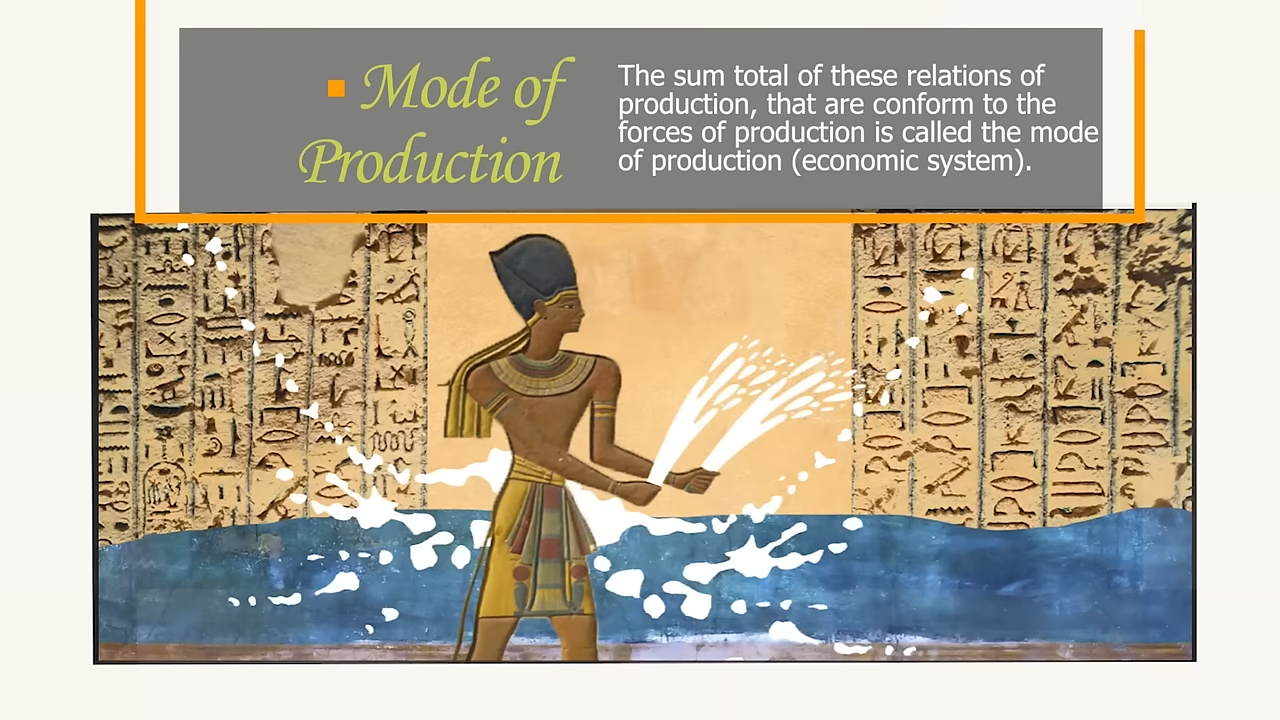 Mode of
Production
The sum total of these relations of
production, that are conform to the
forces of production is called the mode
of production (economic system).